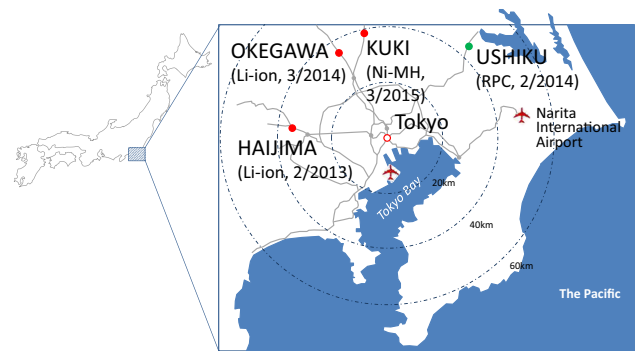 OKEGAWA
(Li-ion, 3/2014)
KUKI
(Ni-MH,
3/2015)
USHIKU
(RPC, 2/2014)
Tokyo
Narita
International
Airport
HAIJIMA
(Li-ion, 2/2013)
20km
Tokyo Bay
40km
60km
The Pacific